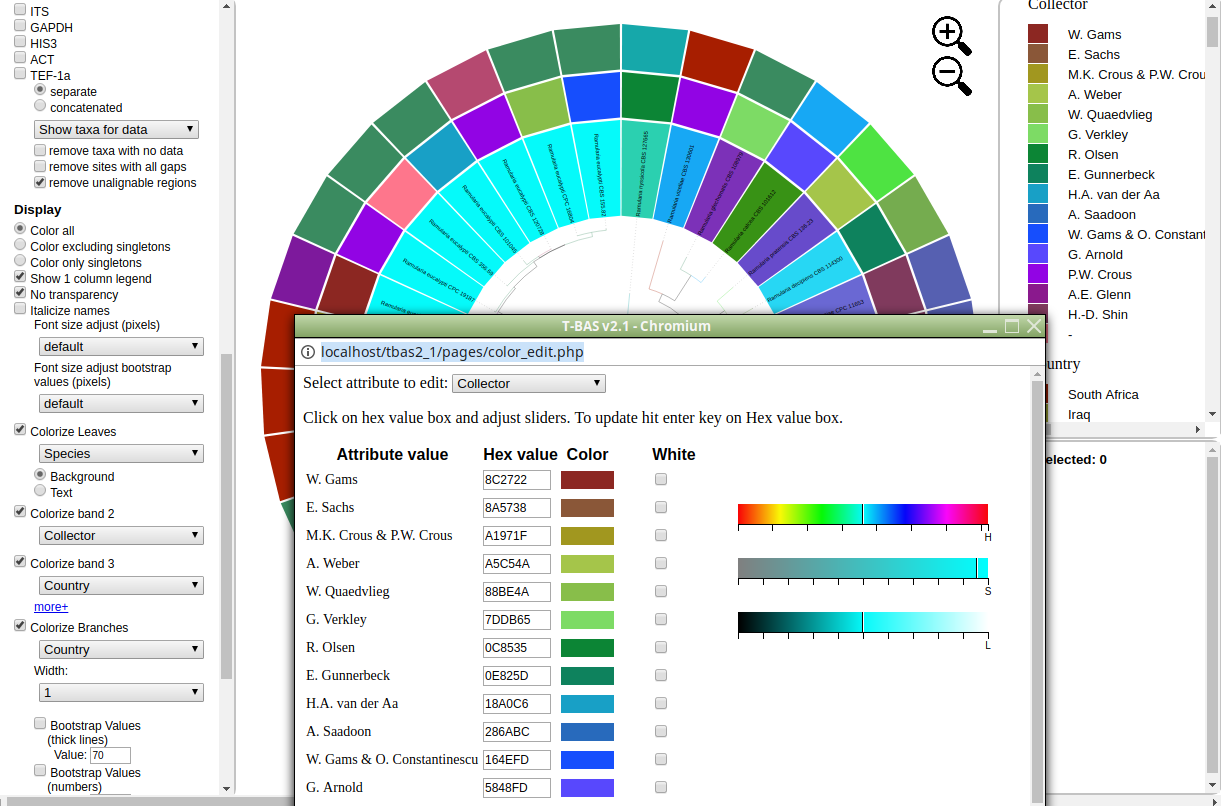 ITS
GAPDH
HIS3
ACT
TEF-1a
separate
concatenated
Show taxa for data
remove taxa with no data
remove sites with all gaps
remove unalignable regions
Display
Color all
Color excluding singletons
Color only singletons
Show 1 column legend
No transparency
Italicize names
Font size adjust (pixels)
default
Font size adjust bootstrap
values (pixels)
default
Colorize Leaves
Species
Background
Text
Colorize band 2
Collector
Colorize band 3
Country
more+
Colorize Branches
Country
Width:
1
Bootstrap Values
(thick lines)
Value: 70
Bootstrap Values
(numbers)
Collector
W. Gams
E. Sachs
M.K. Crous & P.W. Crou
A. Weber
W. Quaedvlieg
G. Verkley
R. Olsen
E. Gunnerbeck
H.A. van der Aa
A. Saadoon
W. Gams & O. Constant
G. Arnold
P.W. Crous
A.E. Glenn
H.-D. Shin
-
untry
South Africa
Iraq
elected: 0
T-BAS v2.1 - Chromium
localhost/tbas2_1/pages/color_edit.php
Select attribute to edit: Collector
Click on hex value box and adjust sliders. To update hit enter key on Hex value box.
Attribute value Hex value Color White
W. Gams 8C2722
E. Sachs 8A5738
M.K. Crous & P.W. Crous A1971F
A. Weber A5C54A
W. Quaedvlieg 88BE4A
G. Verkley 7DDB65
R. Olsen 0C8535
E. Gunnerbeck 0E825D
H.A. van der Aa 18A0C6
A. Saadoon 286ABC
W. Gams & O. Constantinescu 164EFD
G. Arnold 5848FD
H
S
L